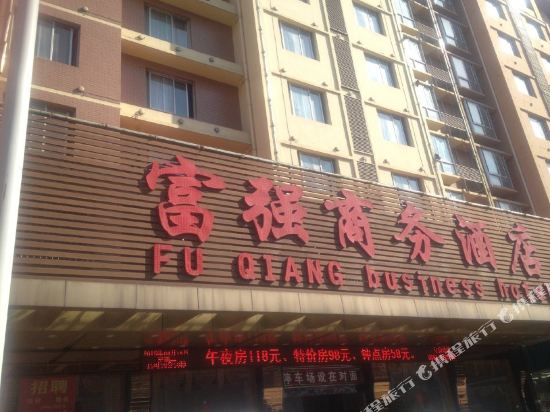 富强商务酒店
FU QIANG business hot
午夜房118元、特价房98元、钟点房50元。
停车场设在对面
招聘
携程旅行